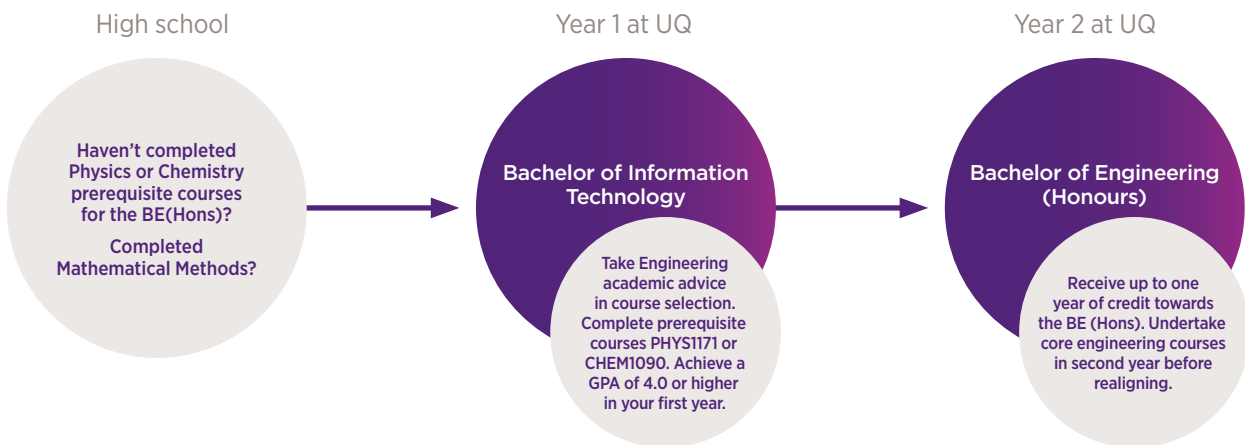 High school
Year 1 at UQ
Year 2 at UQ
Haven't completed
Physics or Chemistry
prerequisite courses
for the BE(Hons)?
Completed
Mathematical Methods?
Bachelor of Information
Technology
Take Engineering
academic advice
in course selection.
Complete prerequisite
courses PHYS1171 or
CHEM1090. Achieve a
GPA of 4.0 or higher
in your first year.
Bachelor of Engineering
(Honours)
Receive up to one
year of credit towards
the BE (Hons). Undertake
core engineering courses
in second year before
realigning.